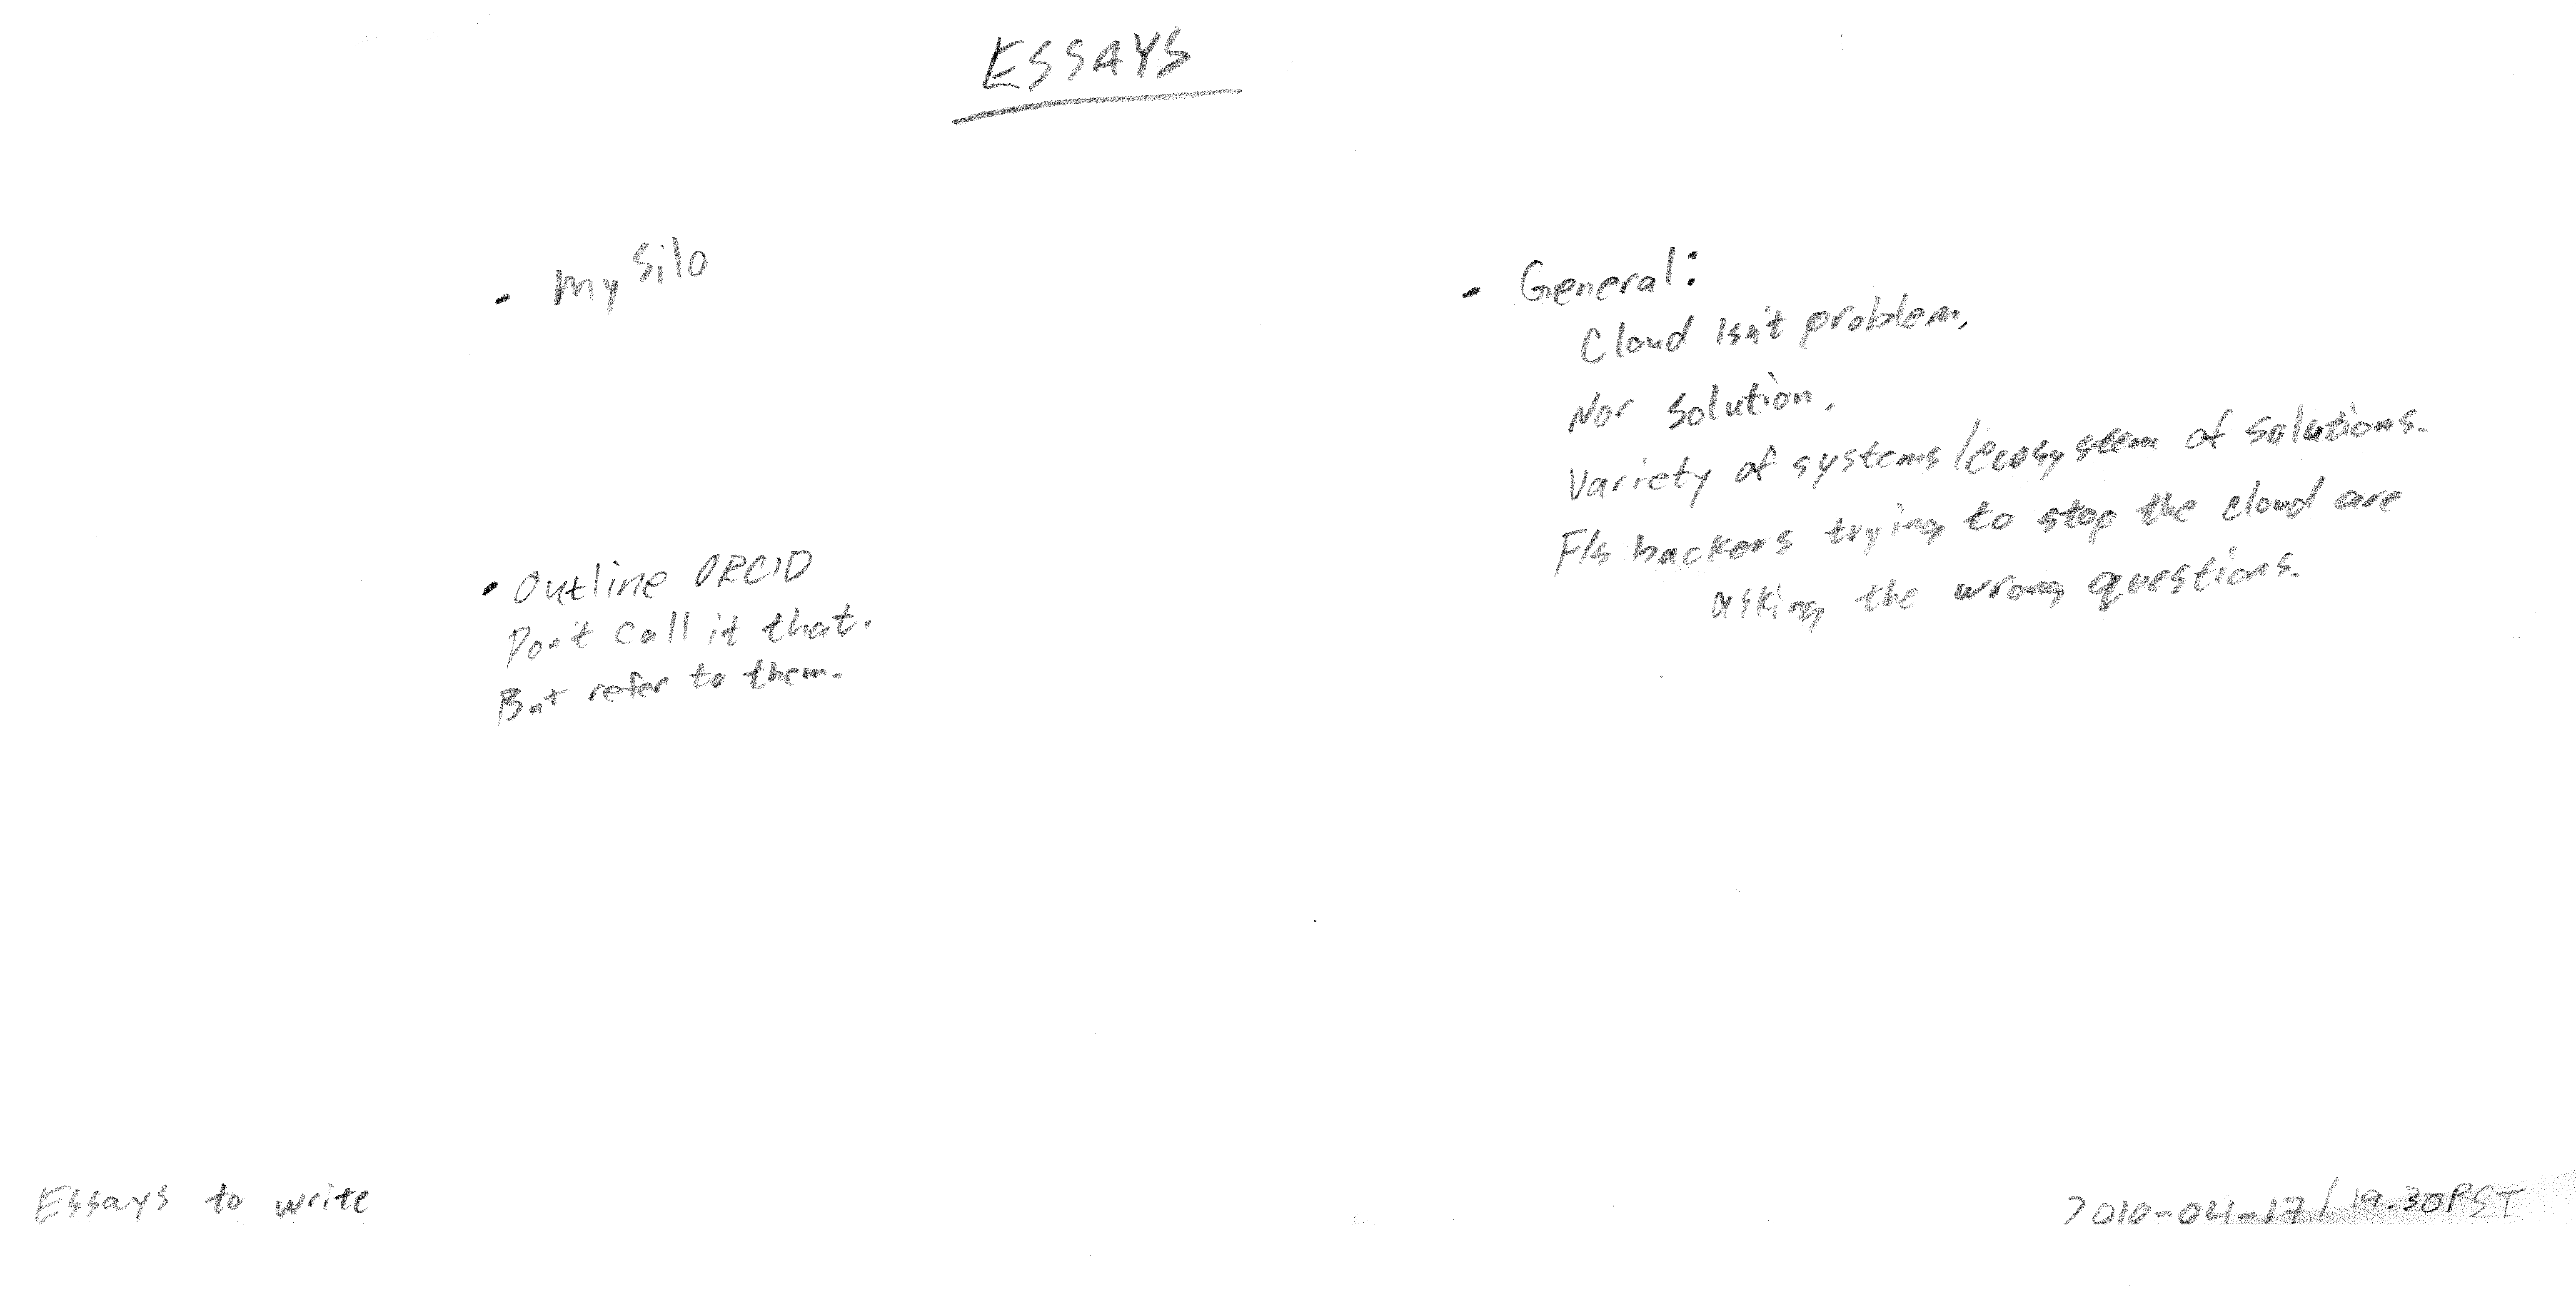 ESSAYS
• My Silo
• Outline ORCID
Don't call it that.
But refer to them.
• General:
Cloud isn't problem,
Nor solution.
Variety of systems/ecosystem of solutions.
F/s backers trying to stop the cloud are
asking the wrong questions.
Essays to write
2010-04-17/19.30PST